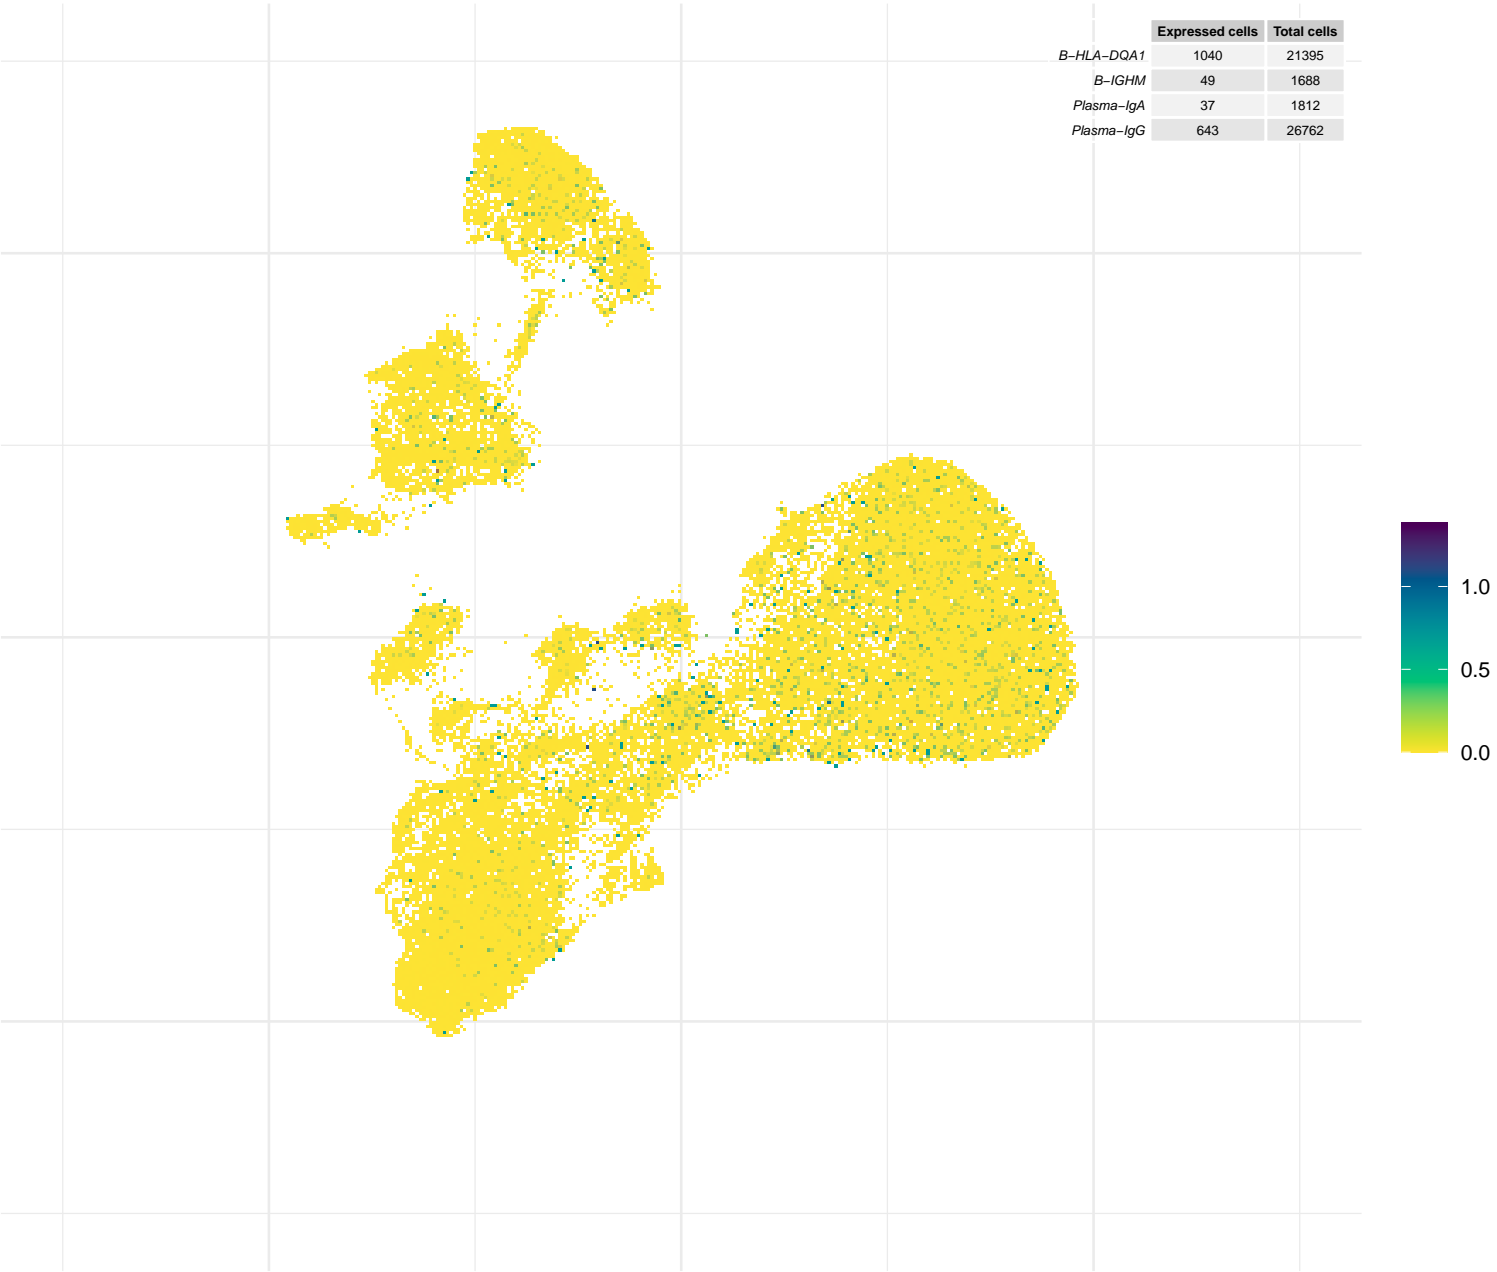 Expressed cells Total cells
B−HLA−DQA1 1040 21395
B−IGHM 49 1688
Plasma−IgA 37 1812
Plasma−IgG 643 26762
1.0
0.5
0.0